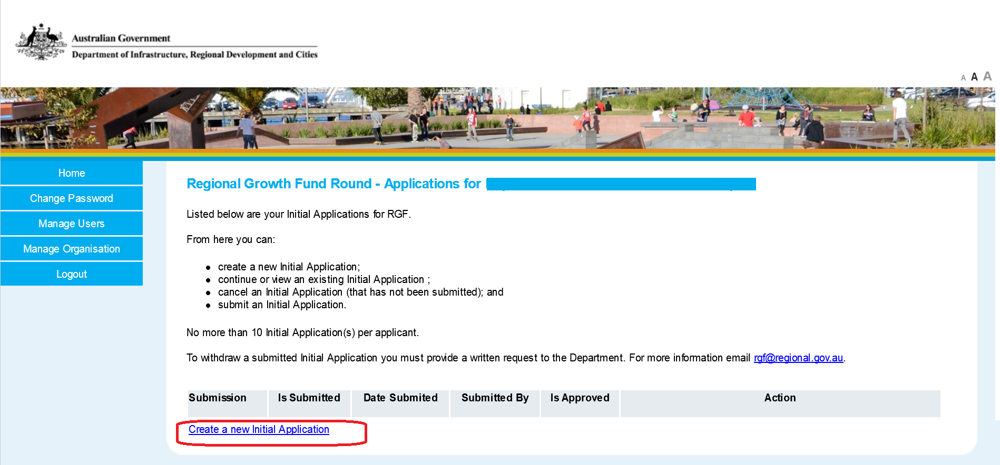 Australian Government
Department of Infrastructure, Regional Development and Cities
A A A
Home
Change Password
Manage Users
Manage Organisation
Logout
Regional Growth Fund Round - Applications for
Listed below are your Initial Applications for RGF.
From here you can:
● create a new Initial Application;
● continue or view an existing Initial Application ;
● cancel an Initial Application (that has not been submitted); and
● submit an Initial Application.
No more than 10 Initial Application(s) per applicant.
To withdraw a submitted Initial Application you must provide a written request to the Department. For more information email rgf@regional.gov.au.
Submission Is Submitted Date Submited Submitted By Is Approved Action
Create a new Initial Application